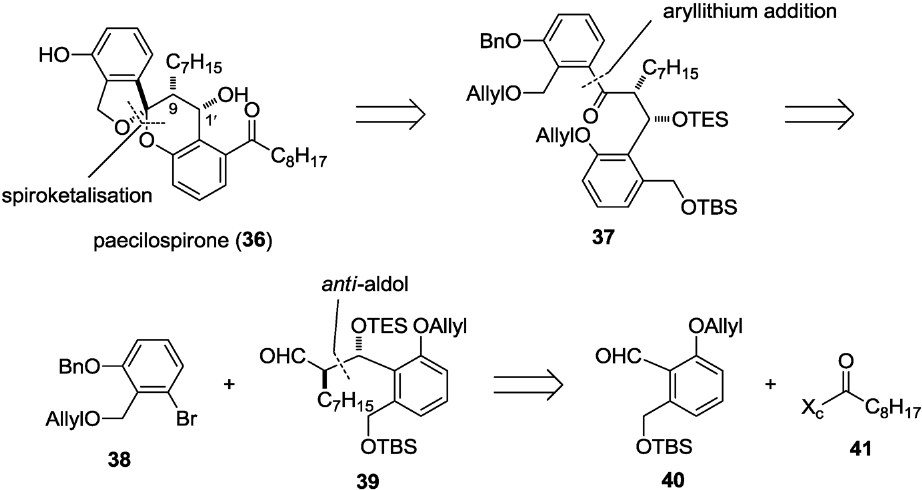 aryllithium addition
HO
C7H15
OH
9
1'
O
O
O
C8H17
spiroketalisation
paecilospirone (36)
BnO
C7H15
AllylO
O
OTES
AllylO
OTBS
37
anti-aldol
OTES
OAllyl
OHC
C7H15
OTBS
39
BnO
AllylO
Br
38
+
OHC
OAllyl
OTBS
40
+
O
Xc
C8H17
41